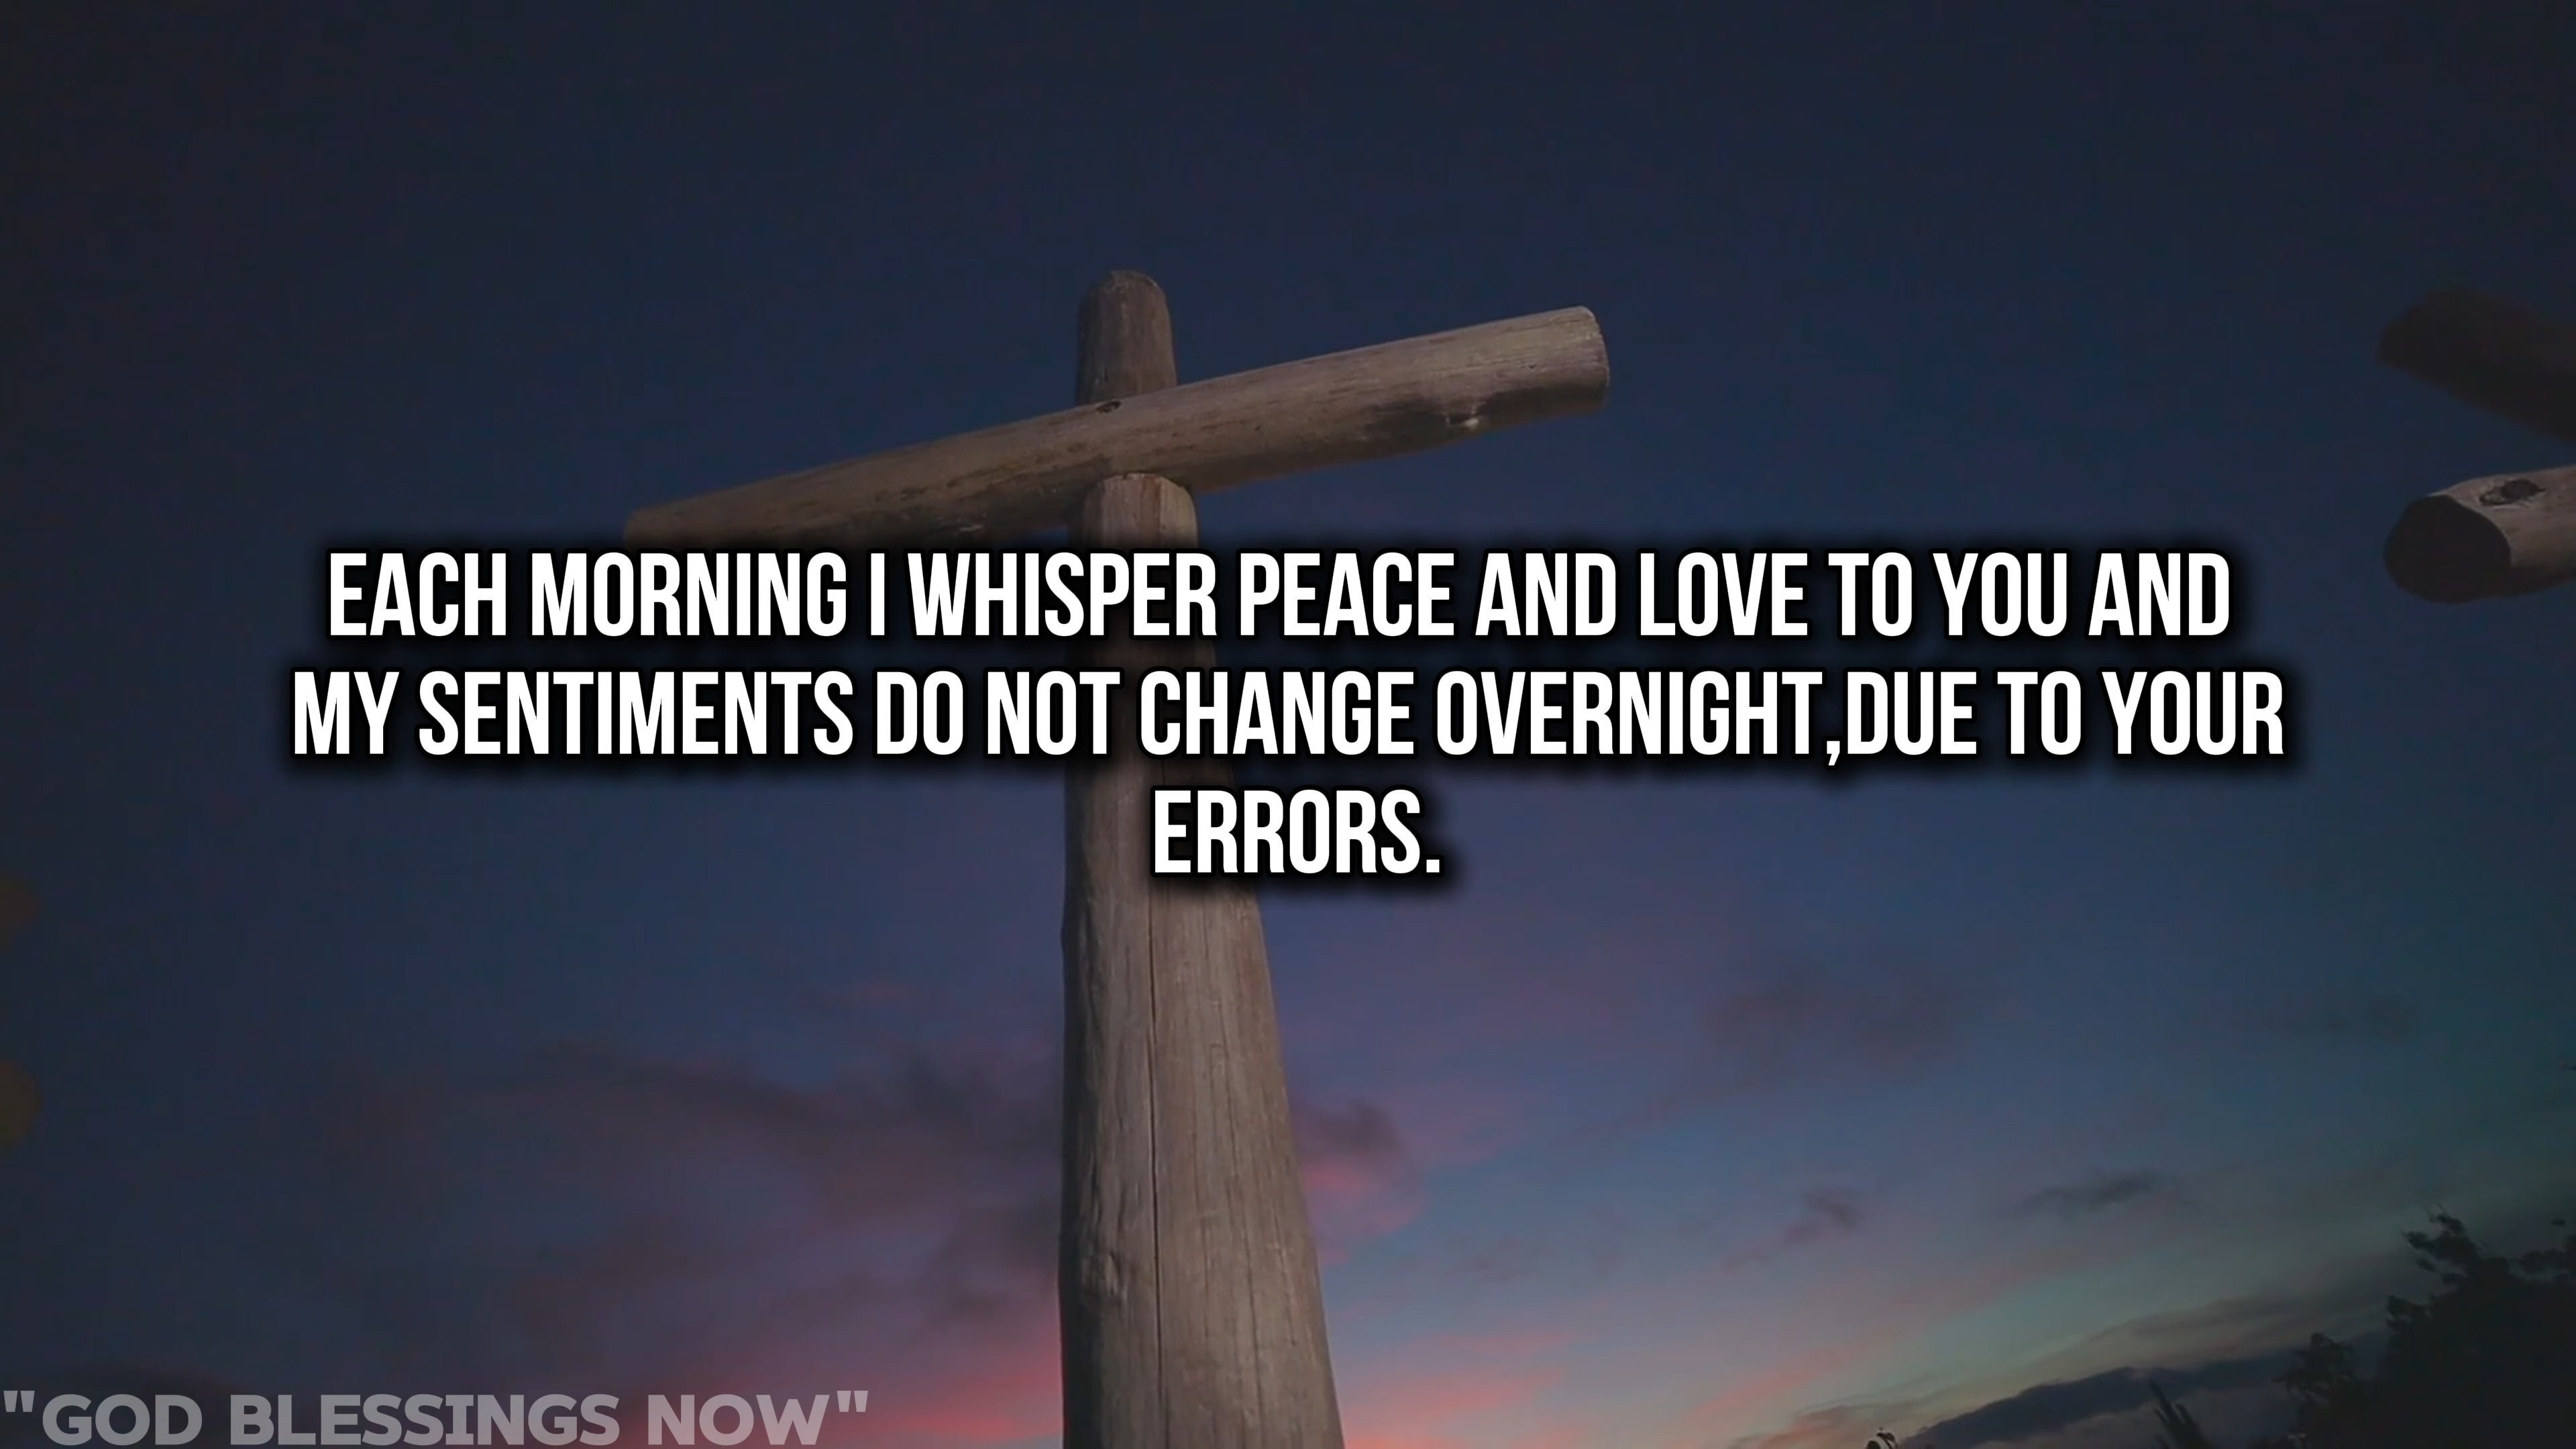 EACH MORNING I WHISPER PEACE AND LOVE TO YOU AND
MY SENTIMENTS DO NOT CHANGE OVERNIGHT,DUE TO YOUR
ERRORS.
"GOD BLESSINGS NOW"